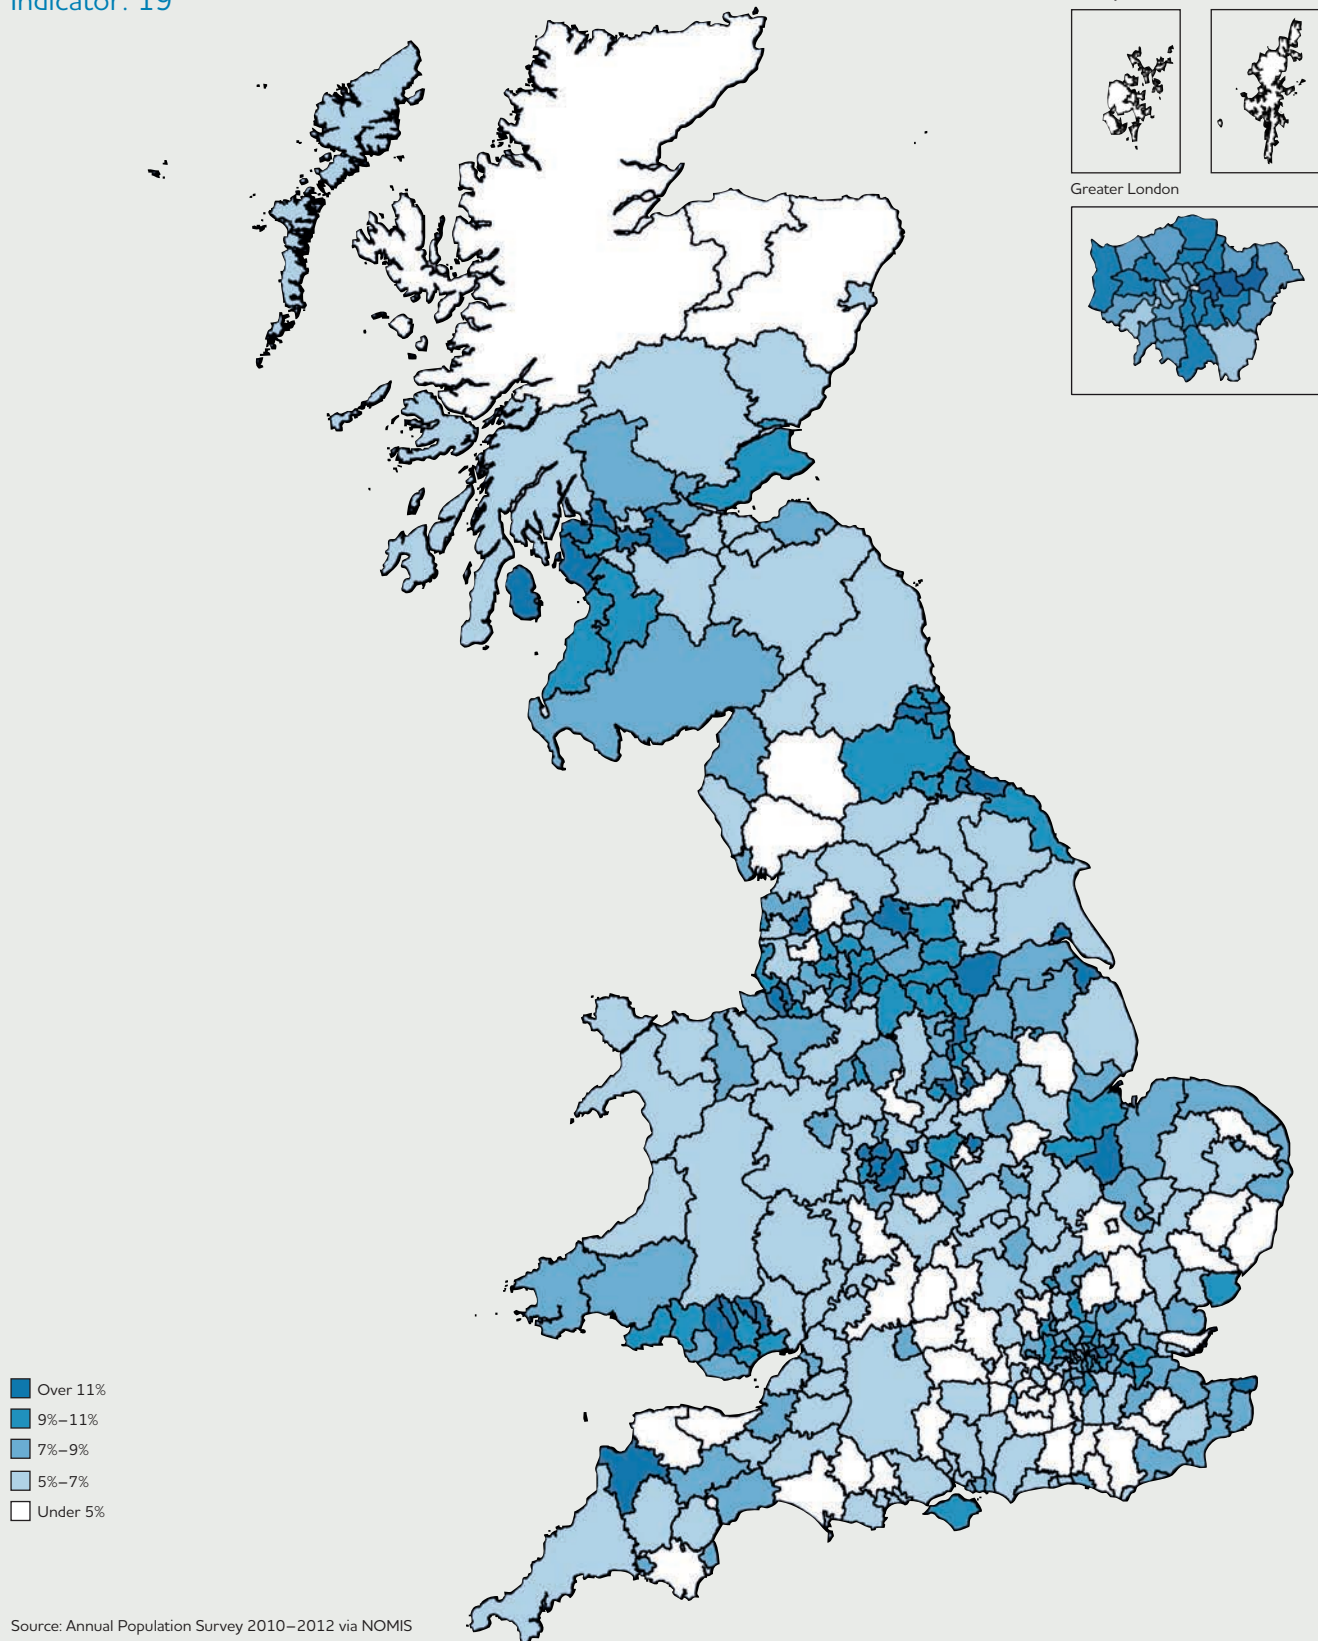 Indicator: 19
Greater London
Over 11%
9%–11%
7%–9%
5%–7%
Under 5%
Source: Annual Population Survey 2010–2012 via NOMIS